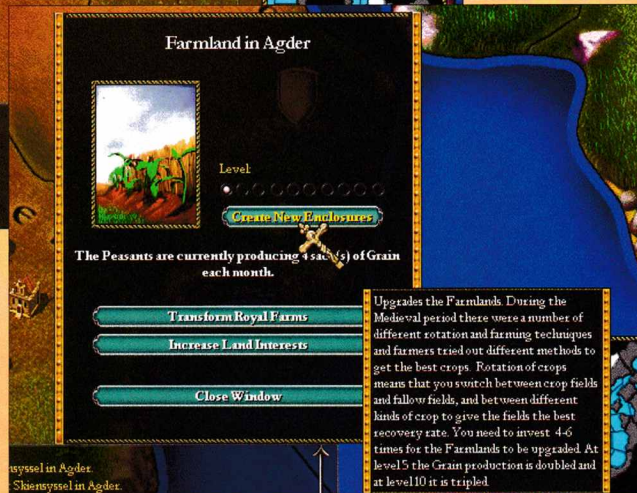 Farmland in Agder
Level:
Create New Enclosures
The Peasants are currently producing 4 sack(s) of Grain
each month.
Transform Royal Farms
Increase Land Interests
Close Window
Upgrades the Farmlands. During the
Medieval period there were a number of
different rotation and farming techniques
and farmers tried out different methods to
get the best crops. Rotation of crops
means that you switch between crop fields
and fallow fields, and between different
kinds of crop to give the fields the best
recovery rate. You need to invest 4-6
times for the Farmlands to be upgraded. At
level 5 the Grain production is doubled and
at level 10 it is tripled.
nsyssel in Agder.
Skiensyssel in Agder.